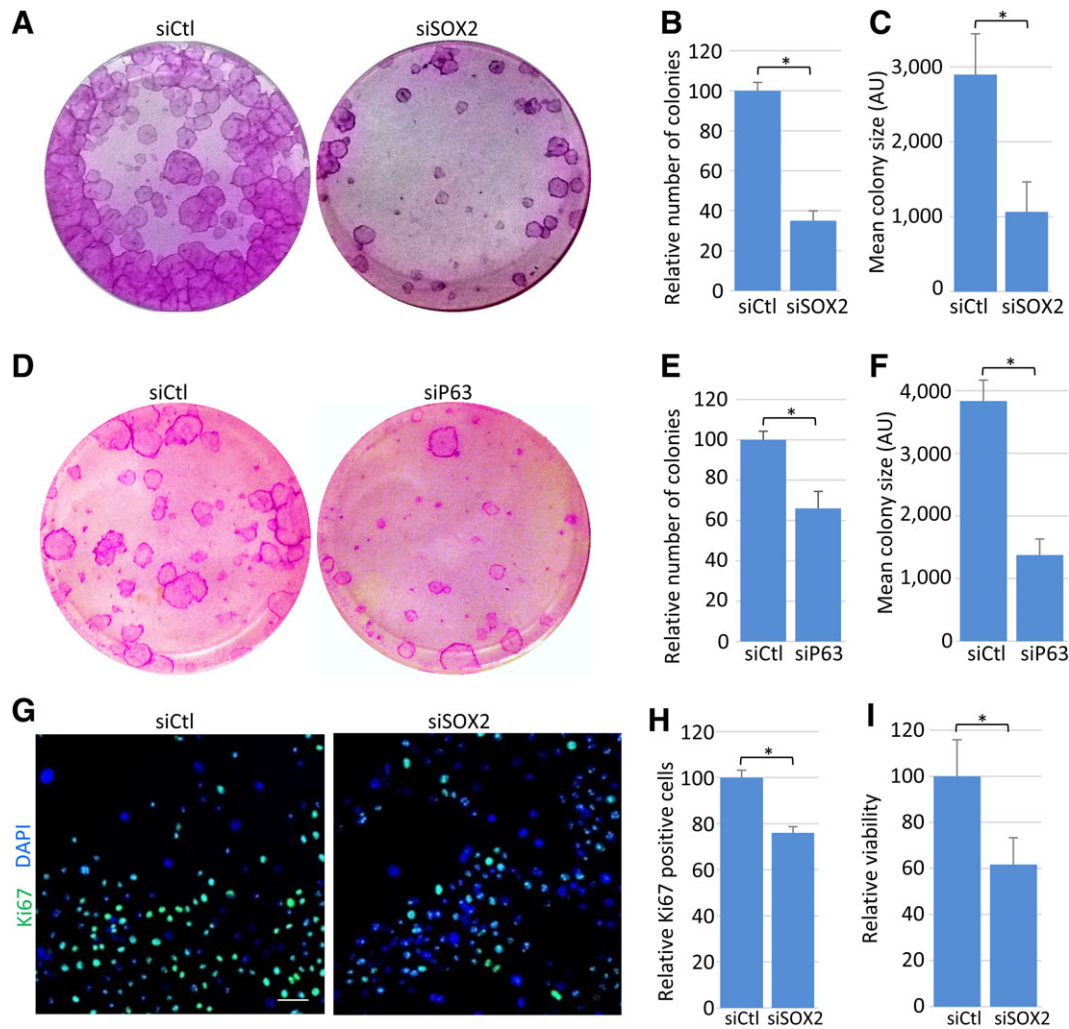 A
siCtl
siSOX2
B
Relative number of colonies
120
100
80
60
40
20
0
*
siCtl siSOX2
C
Mean colony size (AU)
3,000
2,000
1,000
0
*
siCtl siSOX2
D
siCtl
siP63
E
Relative number of colonies
120
100
80
60
40
20
0
*
siCtl siP63
F
Mean colony size (AU)
4,000
3,000
2,000
1,000
0
*
siCtl siP63
G
siCtl
siSOX2
Ki67 DAPI
H
Relative Ki67 positive cells
120
100
80
60
40
20
0
*
siCtl siSOX2
I
Relative viability
120
100
80
60
40
20
0
*
siCtl siSOX2